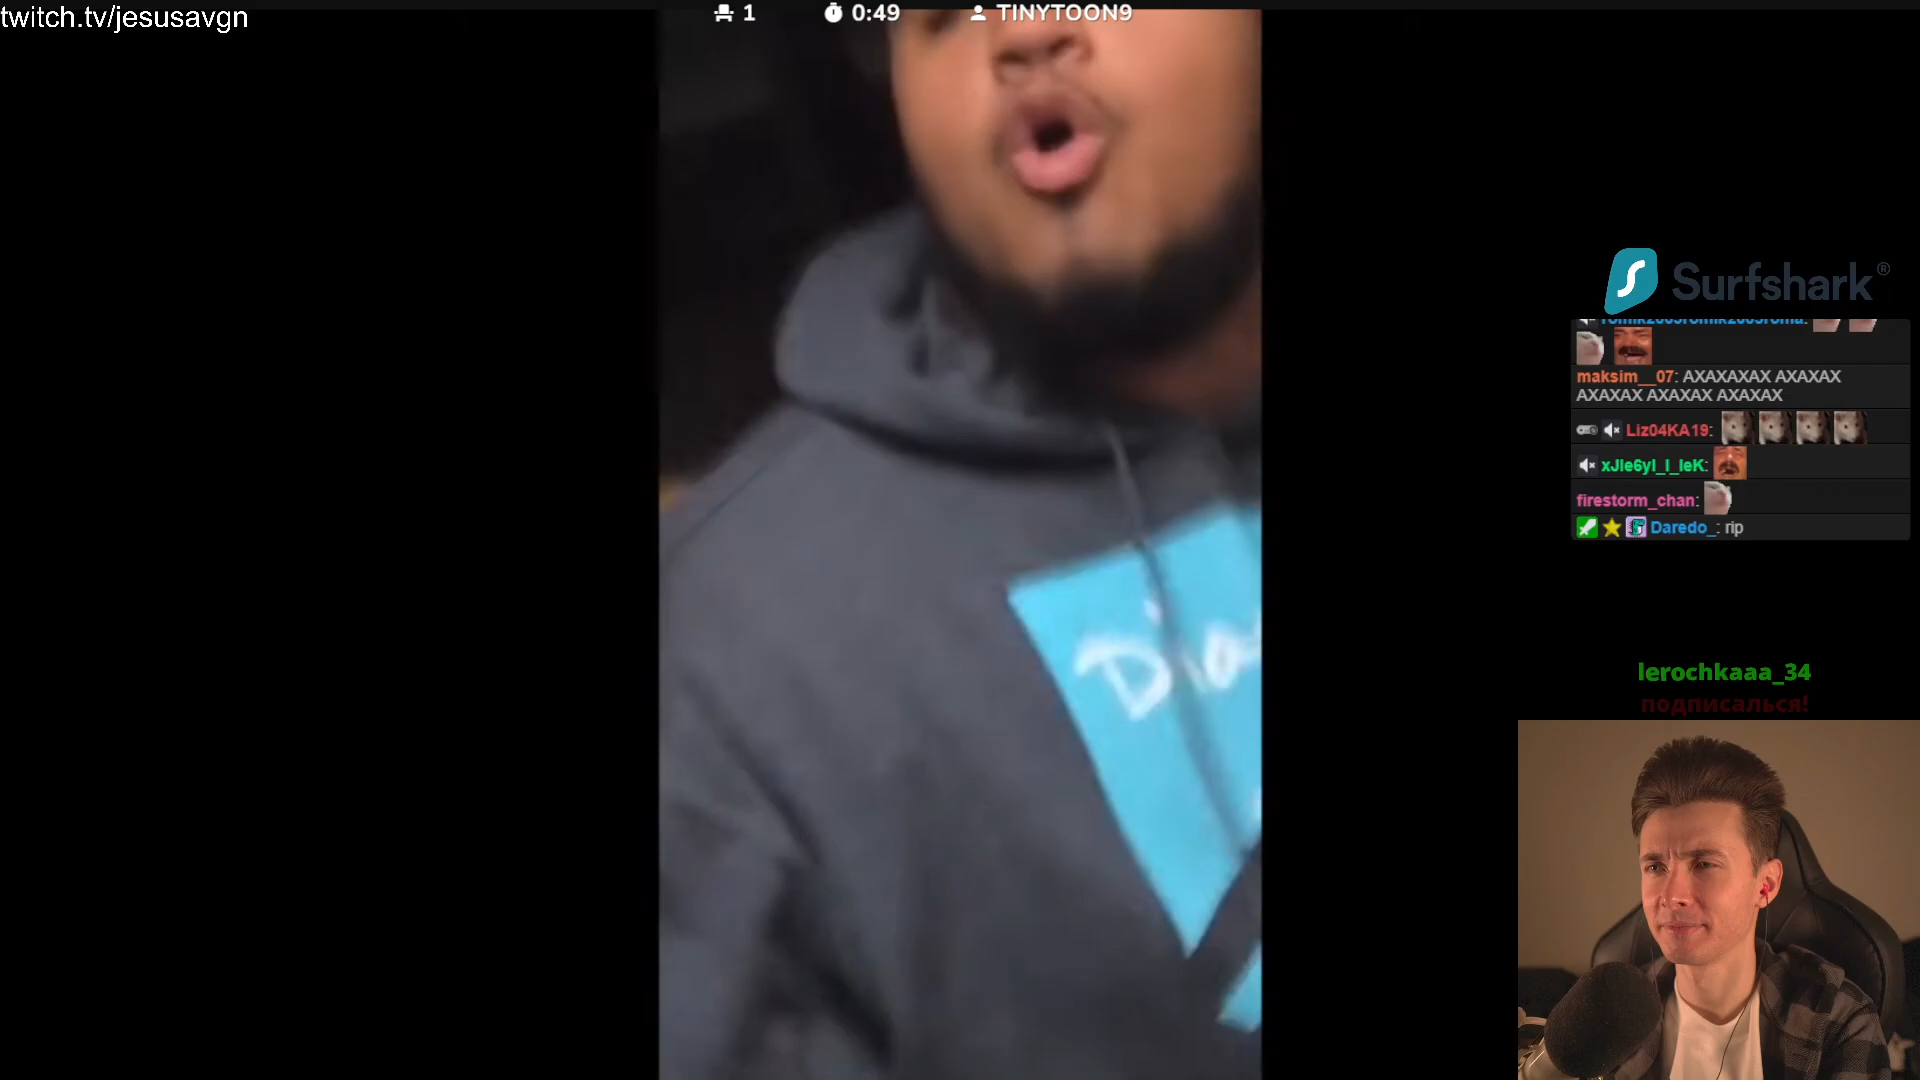 twitch.tv/jesusavgn
1 0:49 TINYTOON9
Surfshark®
maksim__07: AXAXAXAX AXAXAX
AXAXAX AXAXAX AXAXAX
Liz04KA19:
firestorm_chan:
Daredo_: rip
lerochkaaa_34
подписалься!